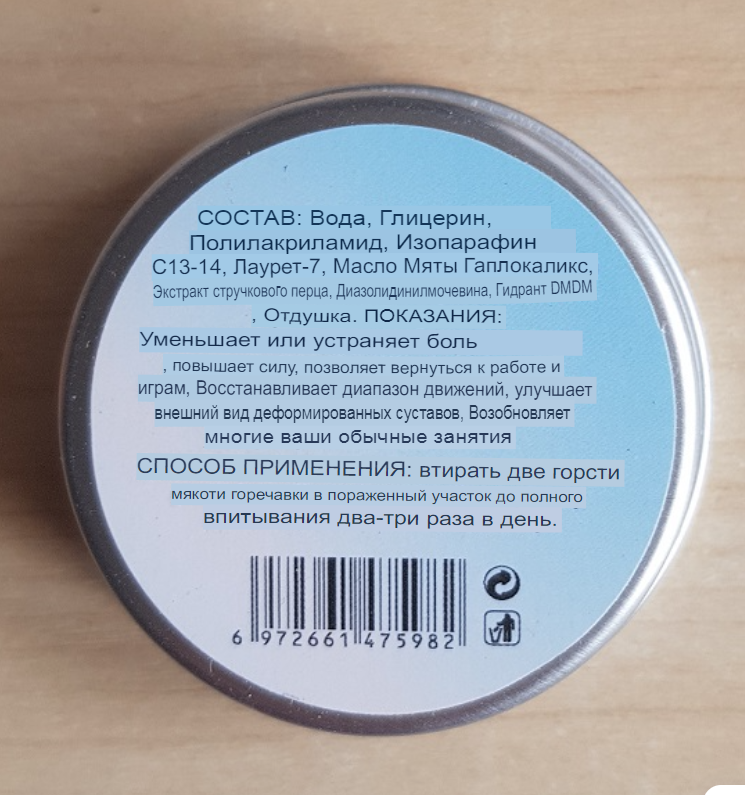 СОСТАВ: Вода, Глицерин,
Полилакриламид, Изопарафин
C13-14, Лаурет-7, Масло Мяты Гаплокаликс,
Экстракт стручкового перца, Диазолидинилмочевина, Гидрант DMDM
, Отдушка. ПОКАЗАНИЯ:
Уменьшает или устраняет боль
, повышает силу, позволяет вернуться к работе и
играм, Восстанавливает диапазон движений, улучшает
внешний вид деформированных суставов, Возобновляет
многие ваши обычные занятия
СПОСОБ ПРИМЕНЕНИЯ: втирать две горсти
мякоти горечавки в пораженный участок до полного
впитывания два-три раза в день.
6 972661 475982